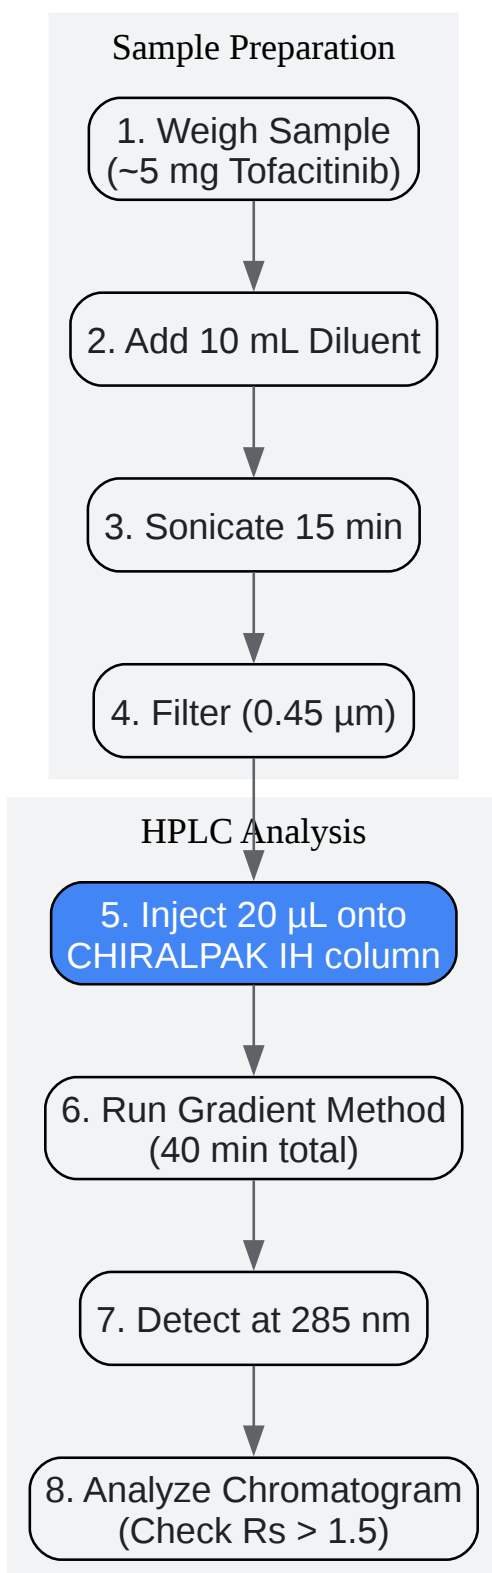 Sample Preparation
1. Weigh Sample
(~5 mg Tofacitinib)
2. Add 10 mL Diluent
3. Sonicate 15 min
4. Filter (0.45 µm)
HPLC Analysis
5. Inject 20 µL onto
CHIRALPAK IH column
6. Run Gradient Method
(40 min total)
7. Detect at 285 nm
8. Analyze Chromatogram
(Check Rs > 1.5)